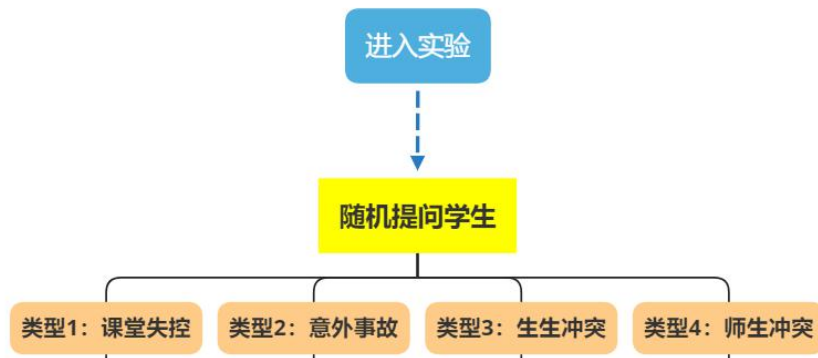 进入实验
随机提问学生
类型1：课堂失控
类型2：意外事故
类型3：生生冲突
类型4：师生冲突